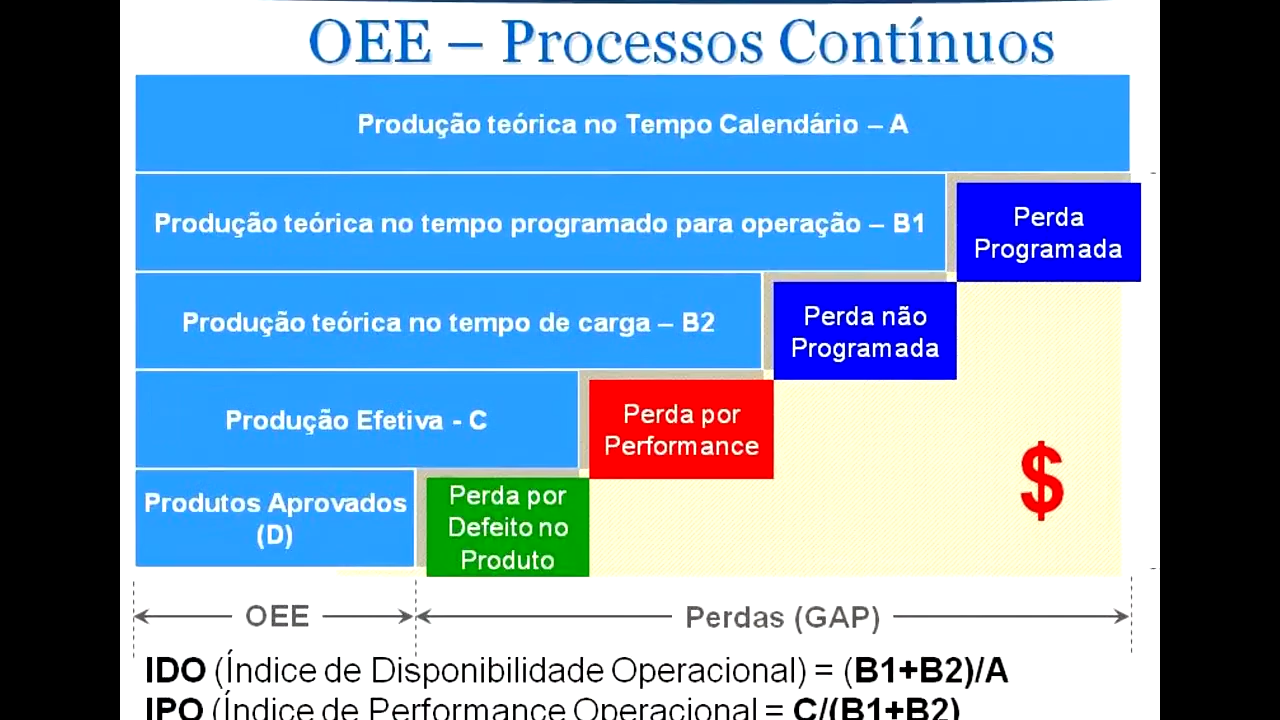 OEE – Processos Contínuos
Produção teórica no Tempo Calendário – A
Produção teórica no tempo programado para operação – B1
Perda
Programada
Produção teórica no tempo de carga – B2
Perda não
Programada
Produção Efetiva - C
Perda por
Performance
Produtos Aprovados
(D)
Perda por
Defeito no
Produto
$
OEE
Perdas (GAP)
IDO (Índice de Disponibilidade Operacional) = (B1+B2)/A
IPO (Índice de Performance Operacional = C/(B1+B2)